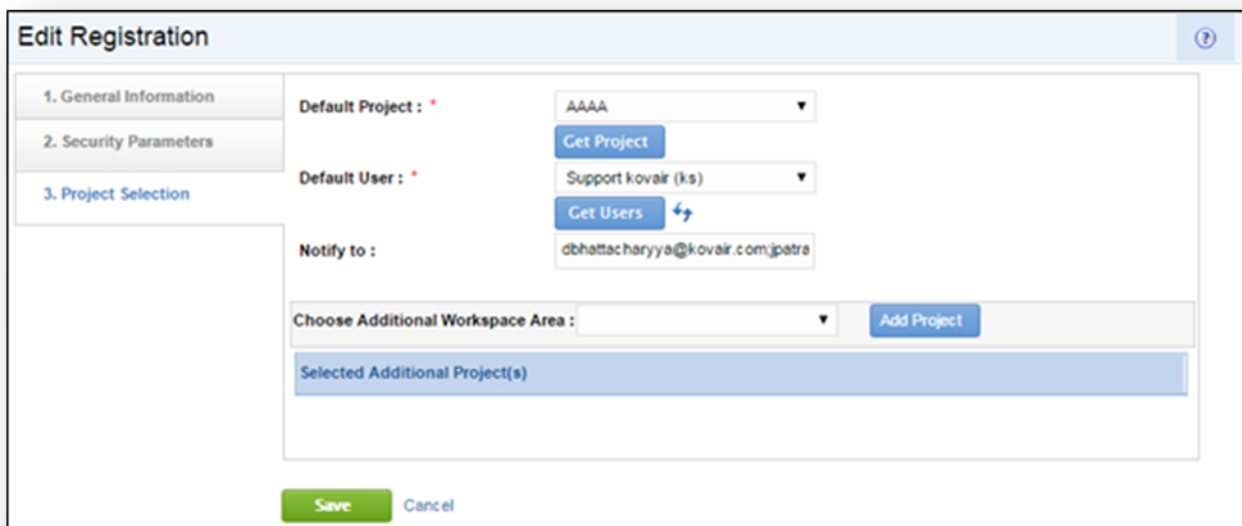 Edit Registration
1. General Information
2. Security Parameters
3. Project Selection
Default Project : * AAAA
Get Project
Default User : * Support kovair (ks)
Get Users
Notify to : dbhattacharyya@kovair.com;jpatra
Choose Additional Workspace Area : Add Project
Selected Additional Project(s)
Save Cancel